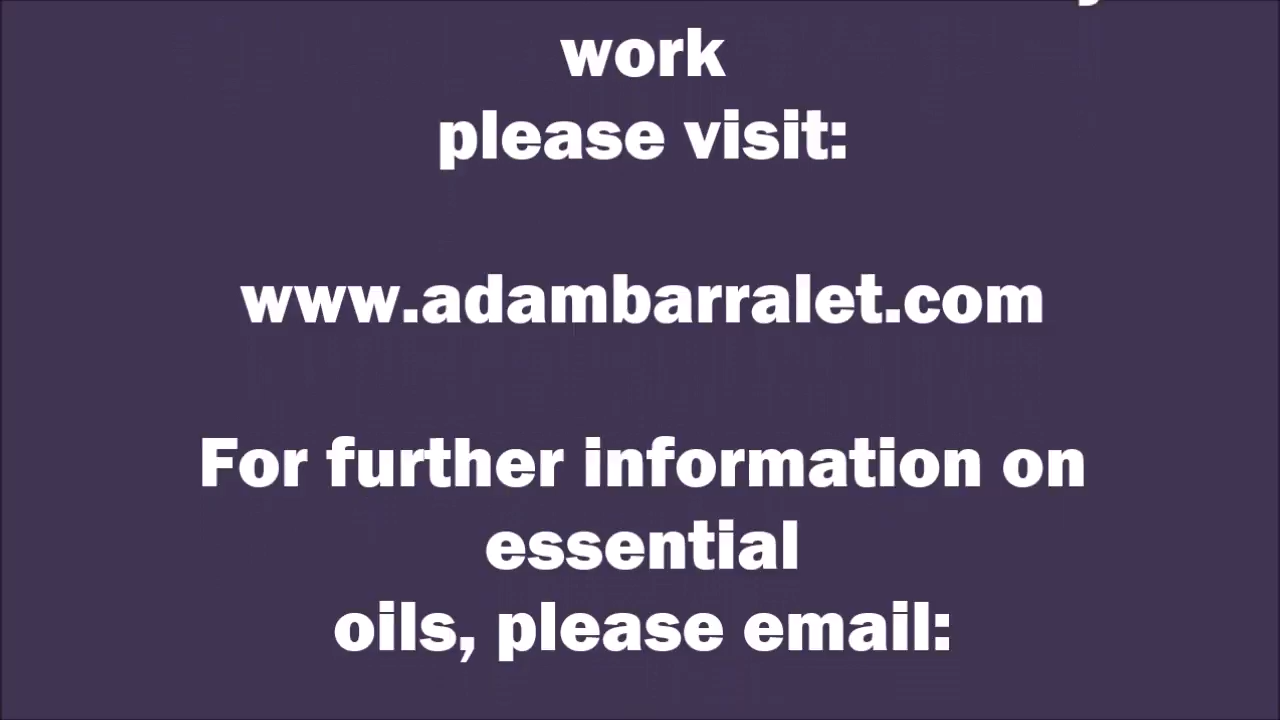 work
please visit:
www.adambarralet.com
For further information on
essential
oils, please email: